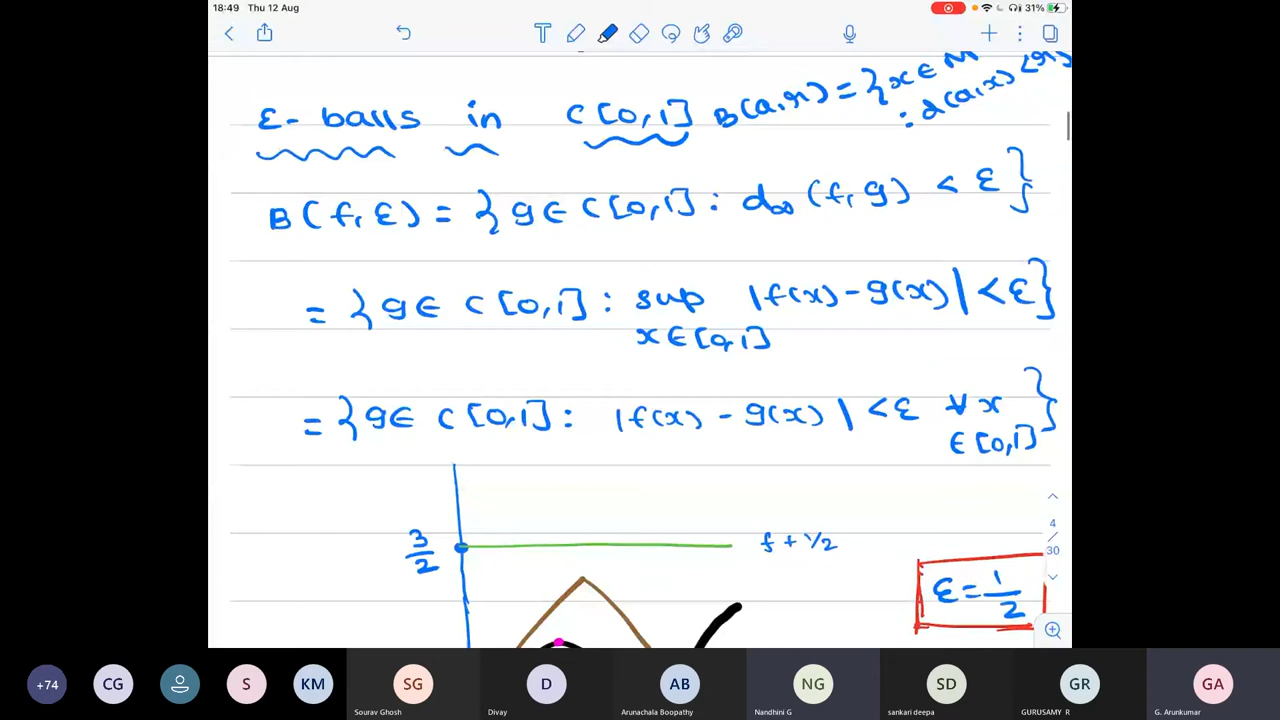 18:49 Thu 12 Aug
31%
ε- balls in C[0,1] B(a,r) = {x ∈ M
: d(a,x) < r}
B(f,ε) = {g ∈ C[0,1] : d∞ (f,g) < ε}
= {g ∈ C[0,1] : sup |f(x) - g(x)| < ε}
x ∈ [0,1]
= {g ∈ C[0,1] : |f(x) - g(x)| < ε ∀ x
∈ [0,1]}
3/2
f + 1/2
ε = 1/2
4
/
30
+74
CG
S
KM
SG
D
AB
NG
SD
GR
GA
Sourav Ghosh
Divay
Arunachala Boopathy
Nandhini G
sankari deepa
GURUSAMY R
G. Arunkumar